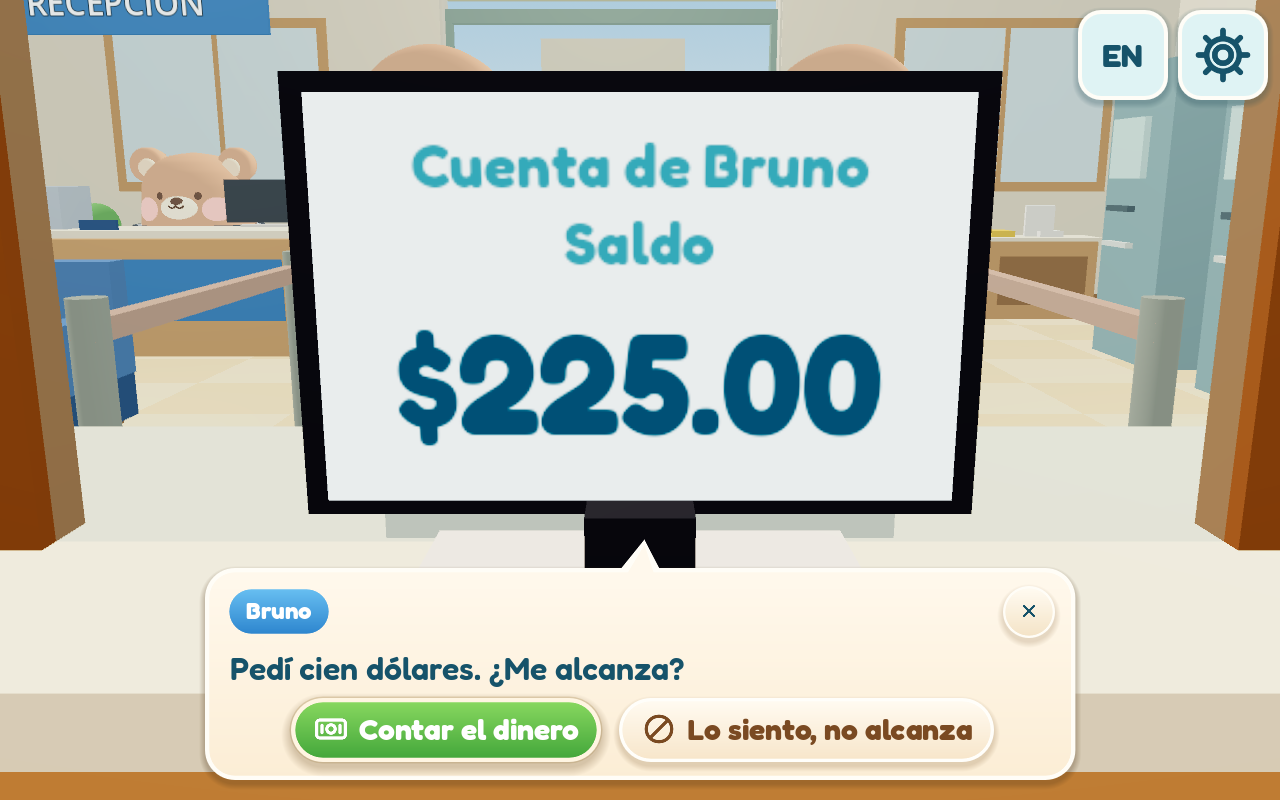 RECEPCIÓN
EN
Cuenta de Bruno
Saldo
$225.00
Bruno
Pedí cien dólares. ¿Me alcanza?
Contar el dinero
Lo siento, no alcanza